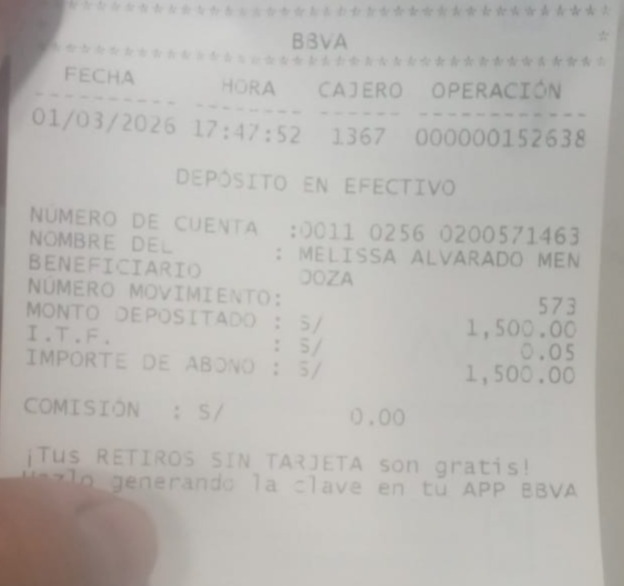 ****************************************
BBVA
****************************************
FECHA HORA CAJERO OPERACIÓN
---------- -------- ------ ------------
01/03/2026 17:47:52 1367 000000152638
DEPÓSITO EN EFECTIVO
NÚMERO DE CUENTA :0011 0256 0200571463
NOMBRE DEL : MELISSA ALVARADO MEN
BENEFICIARIO DOZA
NÚMERO MOVIMIENTO: 573
MONTO DEPOSITADO : S/ 1,500.00
I.T.F. : S/ 0.05
IMPORTE DE ABONO : S/ 1,500.00
COMISIÓN : S/ 0.00
¡Tus RETIROS SIN TARJETA son gratis!
Hazlo generando la clave en tu APP BBVA